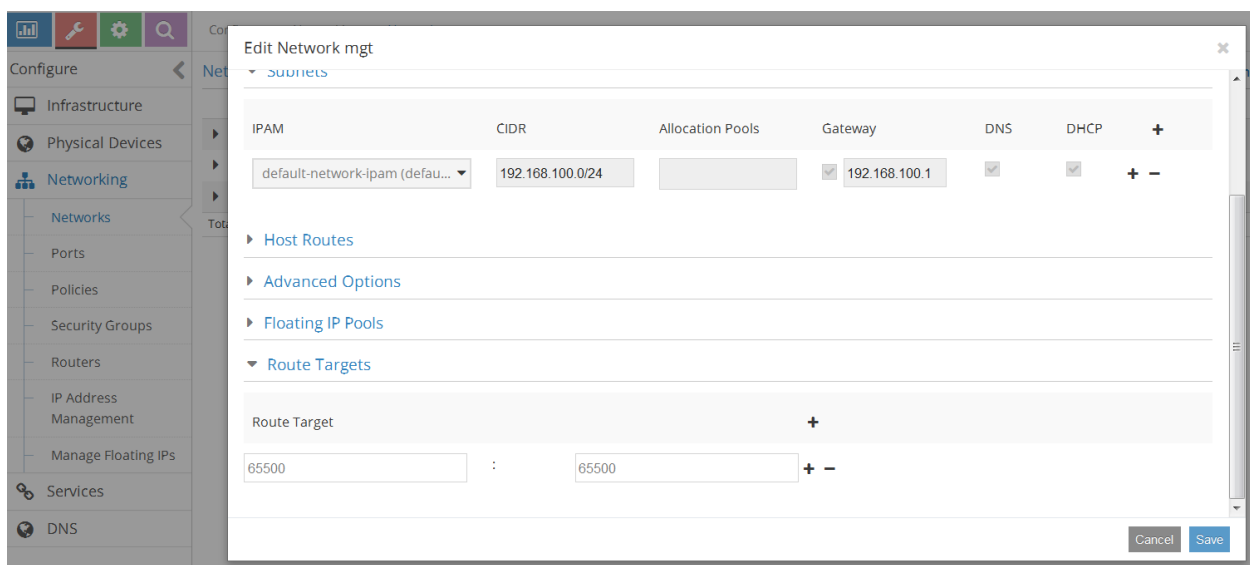 Edit Network mgt
Configure
Net
Subnets
Infrastructure
IPAM CIDR Allocation Pools Gateway DNS DHCP
Physical Devices
default-network-ipam (defau... 192.168.100.0/24 192.168.100.1
Networking
Networks
Tota
Ports
Host Routes
Policies
Advanced Options
Security Groups
Floating IP Pools
Routers
Route Targets
IP Address
Management
Route Target
Manage Floating IPs
65500 : 65500
Services
DNS
Cancel Save